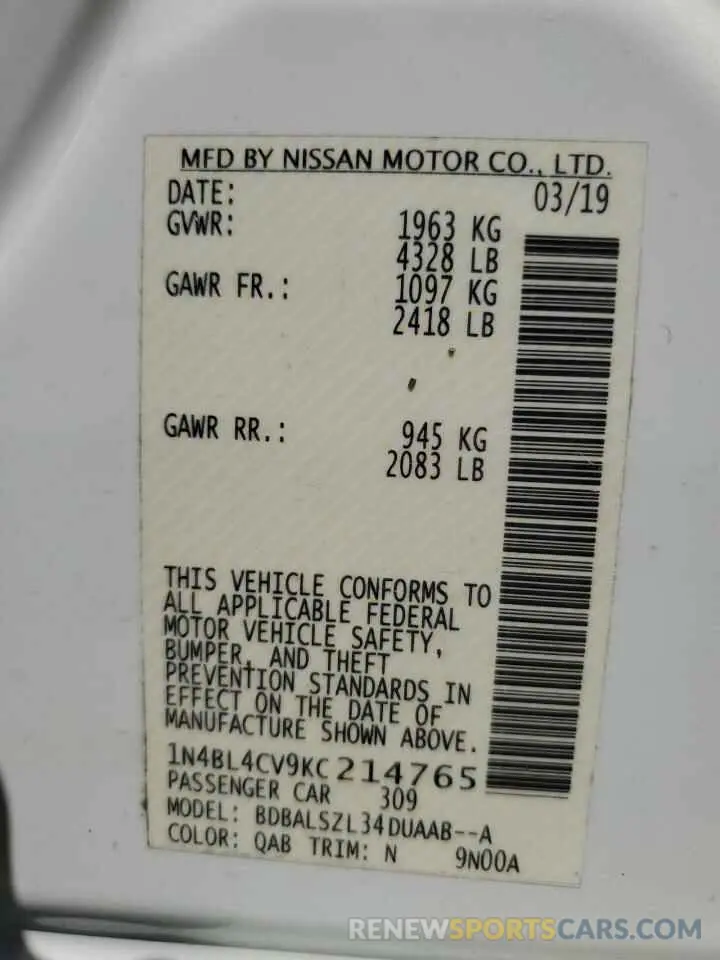 MFD BY NISSAN MOTOR CO., LTD.
DATE: 03/19
GVWR: 1963 KG
4328 LB
GAWR FR.: 1097 KG
2418 LB
GAWR RR.: 945 KG
2083 LB
THIS VEHICLE CONFORMS TO
ALL APPLICABLE FEDERAL
MOTOR VEHICLE SAFETY,
BUMPER, AND THEFT
PREVENTION STANDARDS IN
EFFECT ON THE DATE OF
MANUFACTURE SHOWN ABOVE.
1N4BL4CV9KC214765
PASSENGER CAR 309
MODEL: BDBALSZL34DUAAB--A
COLOR: QAB TRIM: N 9N00A
RENEWSPORTSCARS.COM